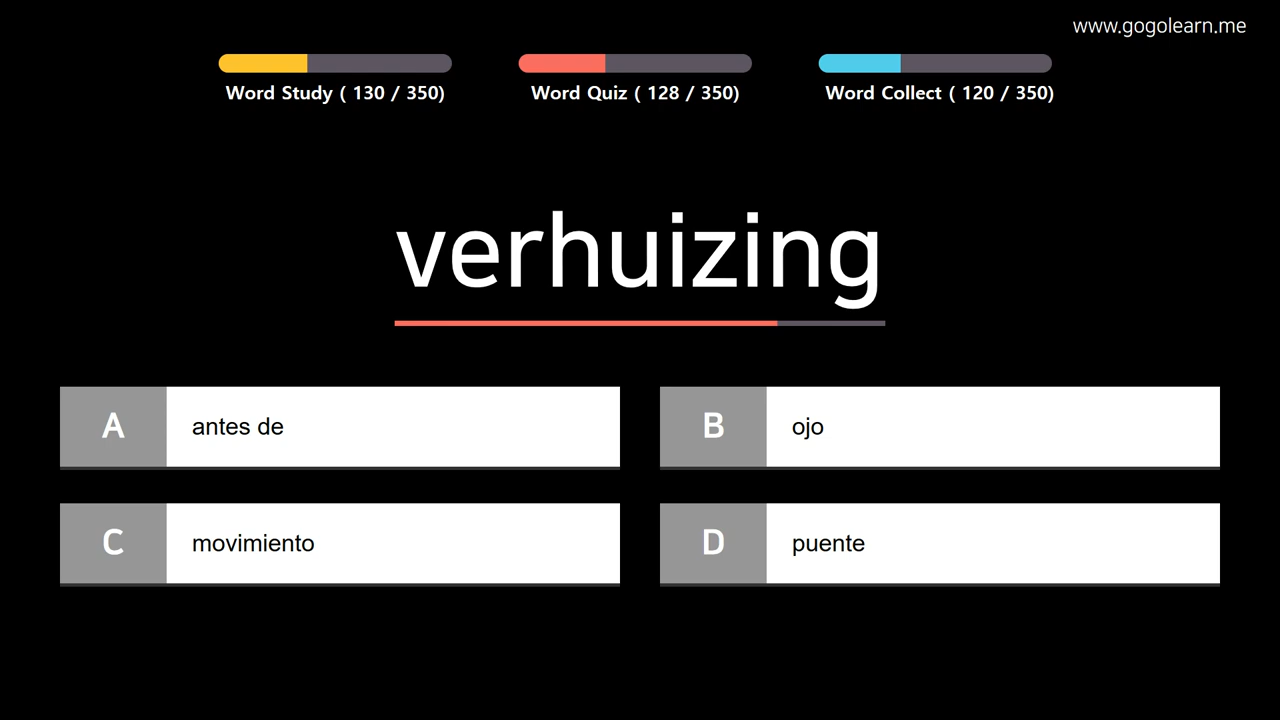 www.gogolearn.me
Word Study ( 130 / 350)
Word Quiz ( 128 / 350)
Word Collect ( 120 / 350)
verhuizing
A antes de
B ojo
C movimiento
D puente